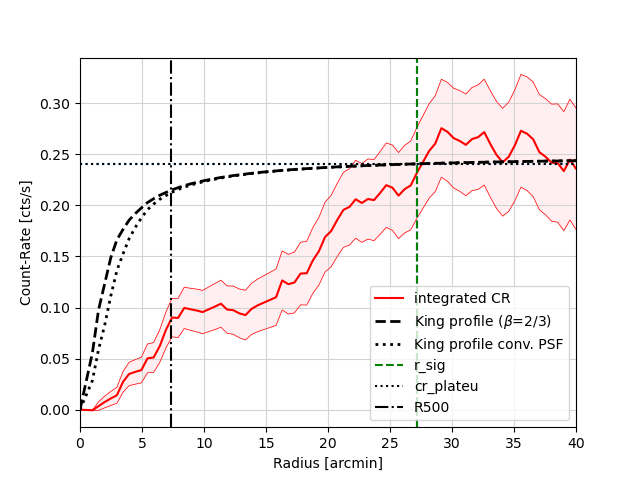 0.30
0.25
0.20
0.15
0.10
0.05
0.00
Count-Rate [cts/s]
integrated CR
King profile (β=2/3)
King profile conv. PSF
r_sig
cr_plateu
R500
0 5 10 15 20 25 30 35 40
Radius [arcmin]